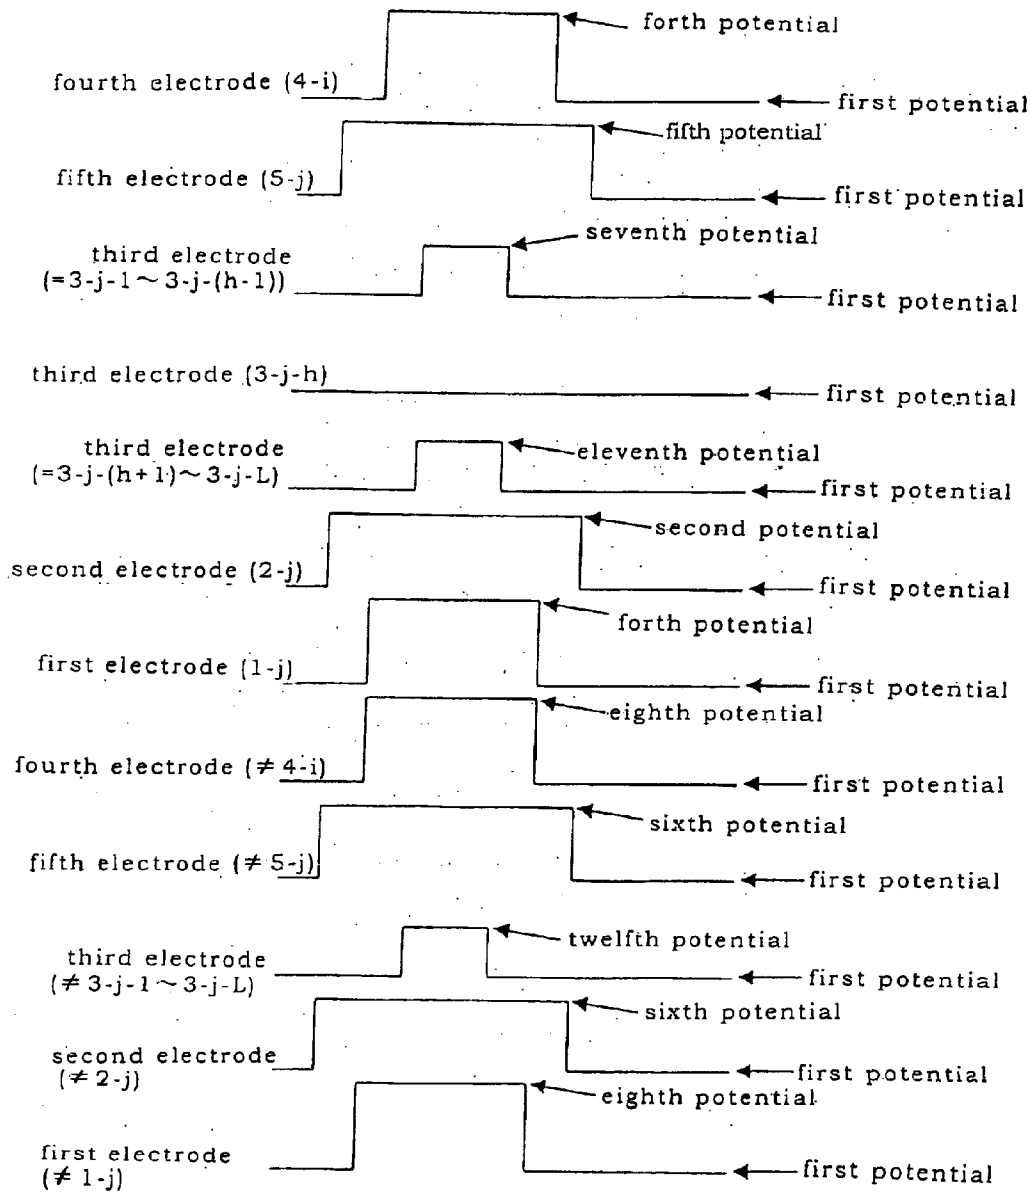 forth potential
fourth electrode (4-i)
first potential
fifth potential
fifth electrode (5-j)
first potential
seventh potential
third electrode
(=3-j-1~3-j-(h-1))
first potential
third electrode (3-j-h)
first potential
third electrode
(=3-j-(h+1)~3-j-L)
eleventh potential
first potential
second potential
second electrode (2-j)
first potential
forth potential
first electrode (1-j)
first potential
eighth potential
fourth electrode (≠4-i)
first potential
sixth potential
fifth electrode (≠5-j)
first potential
twelfth potential
third electrode
(≠3-j-1~3-j-L)
first potential
sixth potential
second electrode
(≠2-j)
first potential
eighth potential
first electrode
(≠1-j)
first potential